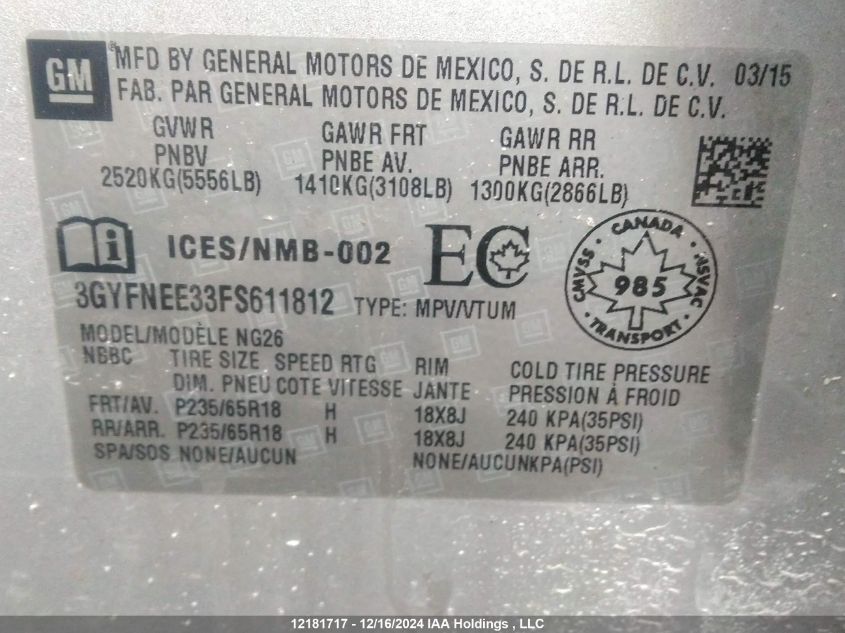 GM
MFD BY GENERAL MOTORS DE MEXICO, S. DE R.L. DE C.V. 03/15
FAB. PAR GENERAL MOTORS DE MEXICO, S. DE R.L. DE C.V.
GVWR GAWR FRT GAWR RR
PNBV PNBE AV. PNBE ARR.
2520KG(5556LB) 1410KG(3108LB) 1300KG(2866LB)
i ICES/NMB-002 EC
CANADA
CMVSS 985 NSVAC
TRANSPORT
3GYFNEE33FS611812 TYPE: MPV/VTUM
MODEL/MODÈLE NG26
NBBC TIRE SIZE SPEED RTG RIM COLD TIRE PRESSURE
DIM. PNEU COTE VITESSE JANTE PRESSION À FROID
FRT/AV. P235/65R18 H 18X8J 240 KPA(35PSI)
RR/ARR. P235/65R18 H 18X8J 240 KPA(35PSI)
SPA/SOS NONE/AUCUN NONE/AUCUNKPA(PSI)
12181717 - 12/16/2024 IAA Holdings , LLC